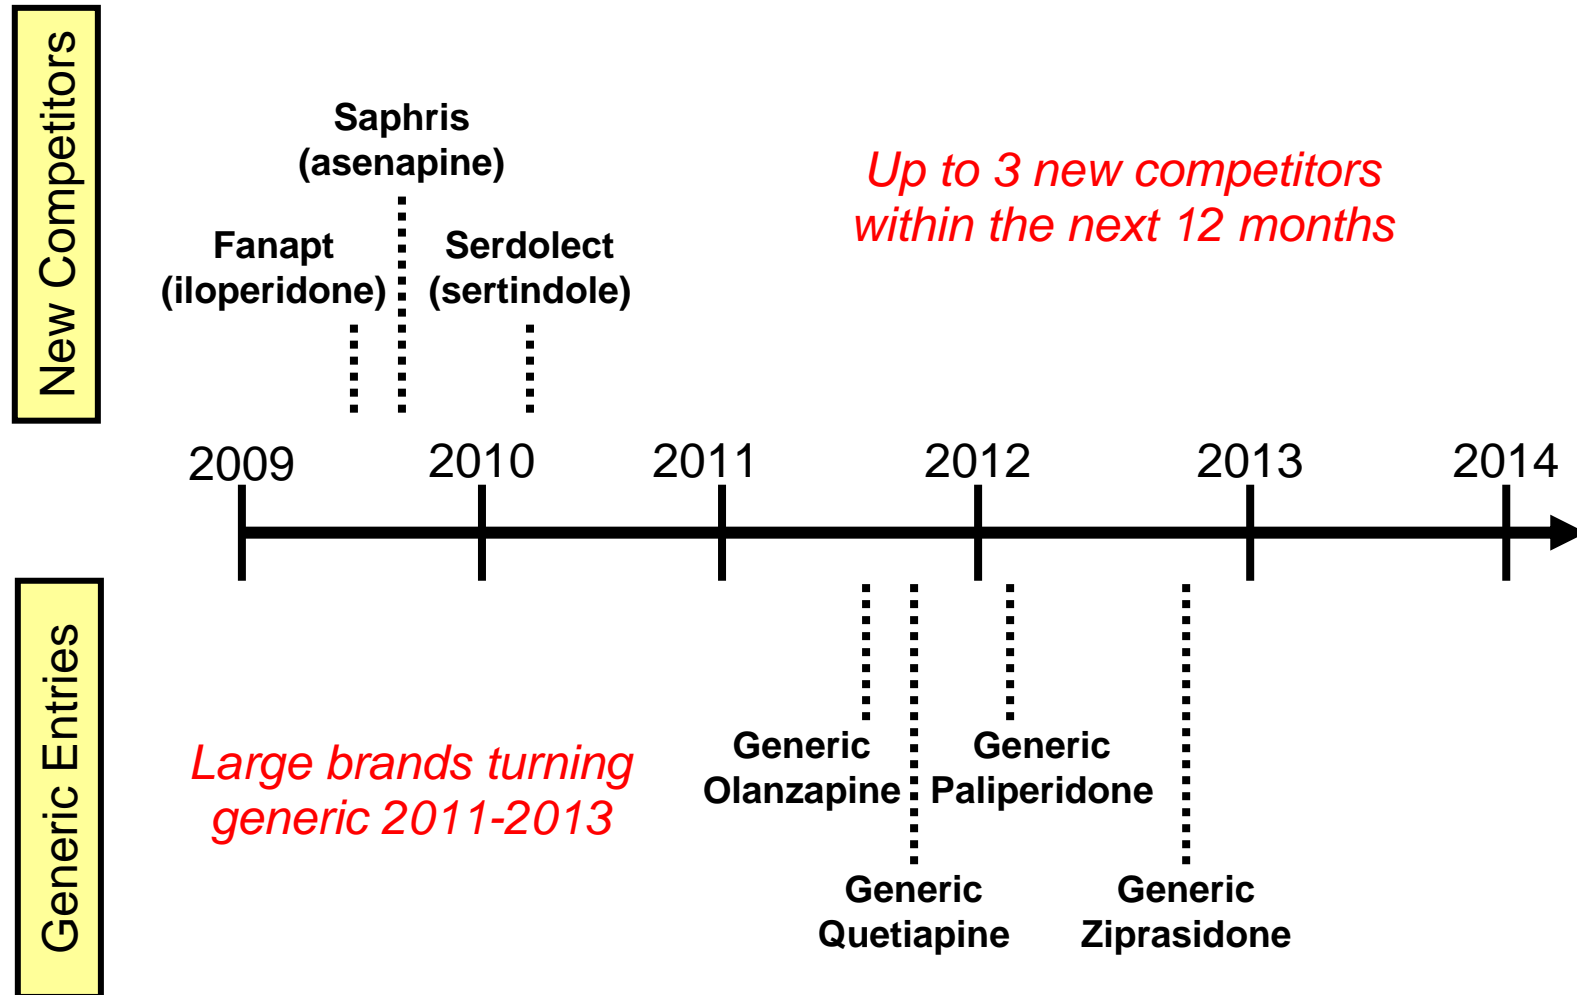 New Competitors
Saphris
(asenapine)
Up to 3 new competitors
within the next 12 months
Fanapt
(iloperidone)
Serdolect
(sertindole)
2009
2010
2011
2012
2013
2014
Generic Entries
Large brands turning
generic 2011-2013
Generic
Olanzapine
Generic
Paliperidone
Generic
Quetiapine
Generic
Ziprasidone